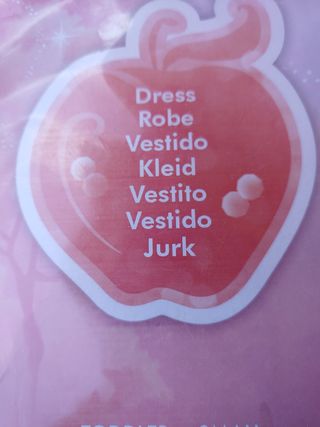 Dress
Robe
Vestido
Kleid
Vestito
Vestido
Jurk